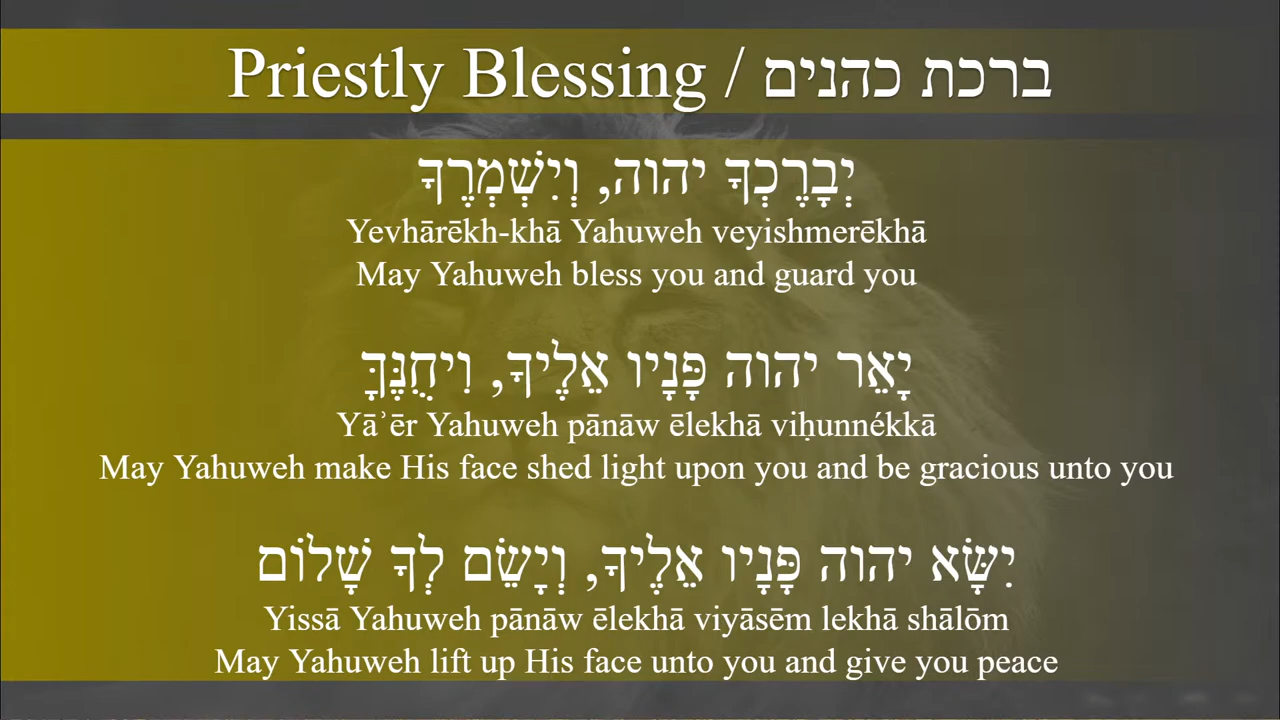 Priestly Blessing / ברכת כהנים
יְבָרֶכְךָ יהוה, וְיִשְׁמְרֶךָ
Yevhārēkh-khā Yahuweh veyishmerēkhā
May Yahuweh bless you and guard you
יָאֵר יהוה פָּנָיו אֵלֶיךָ, וִיחֻנֶּךָּ
Yāʾēr Yahuweh pānāw ēlekhā viḥunnékkā
May Yahuweh make His face shed light upon you and be gracious unto you
יִשָּׂא יהוה פָּנָיו אֵלֶיךָ, וְיָשֵׂם לְךָ שָׁלוֹם
Yissā Yahuweh pānāw ēlekhā viyāsēm lekhā shālōm
May Yahuweh lift up His face unto you and give you peace